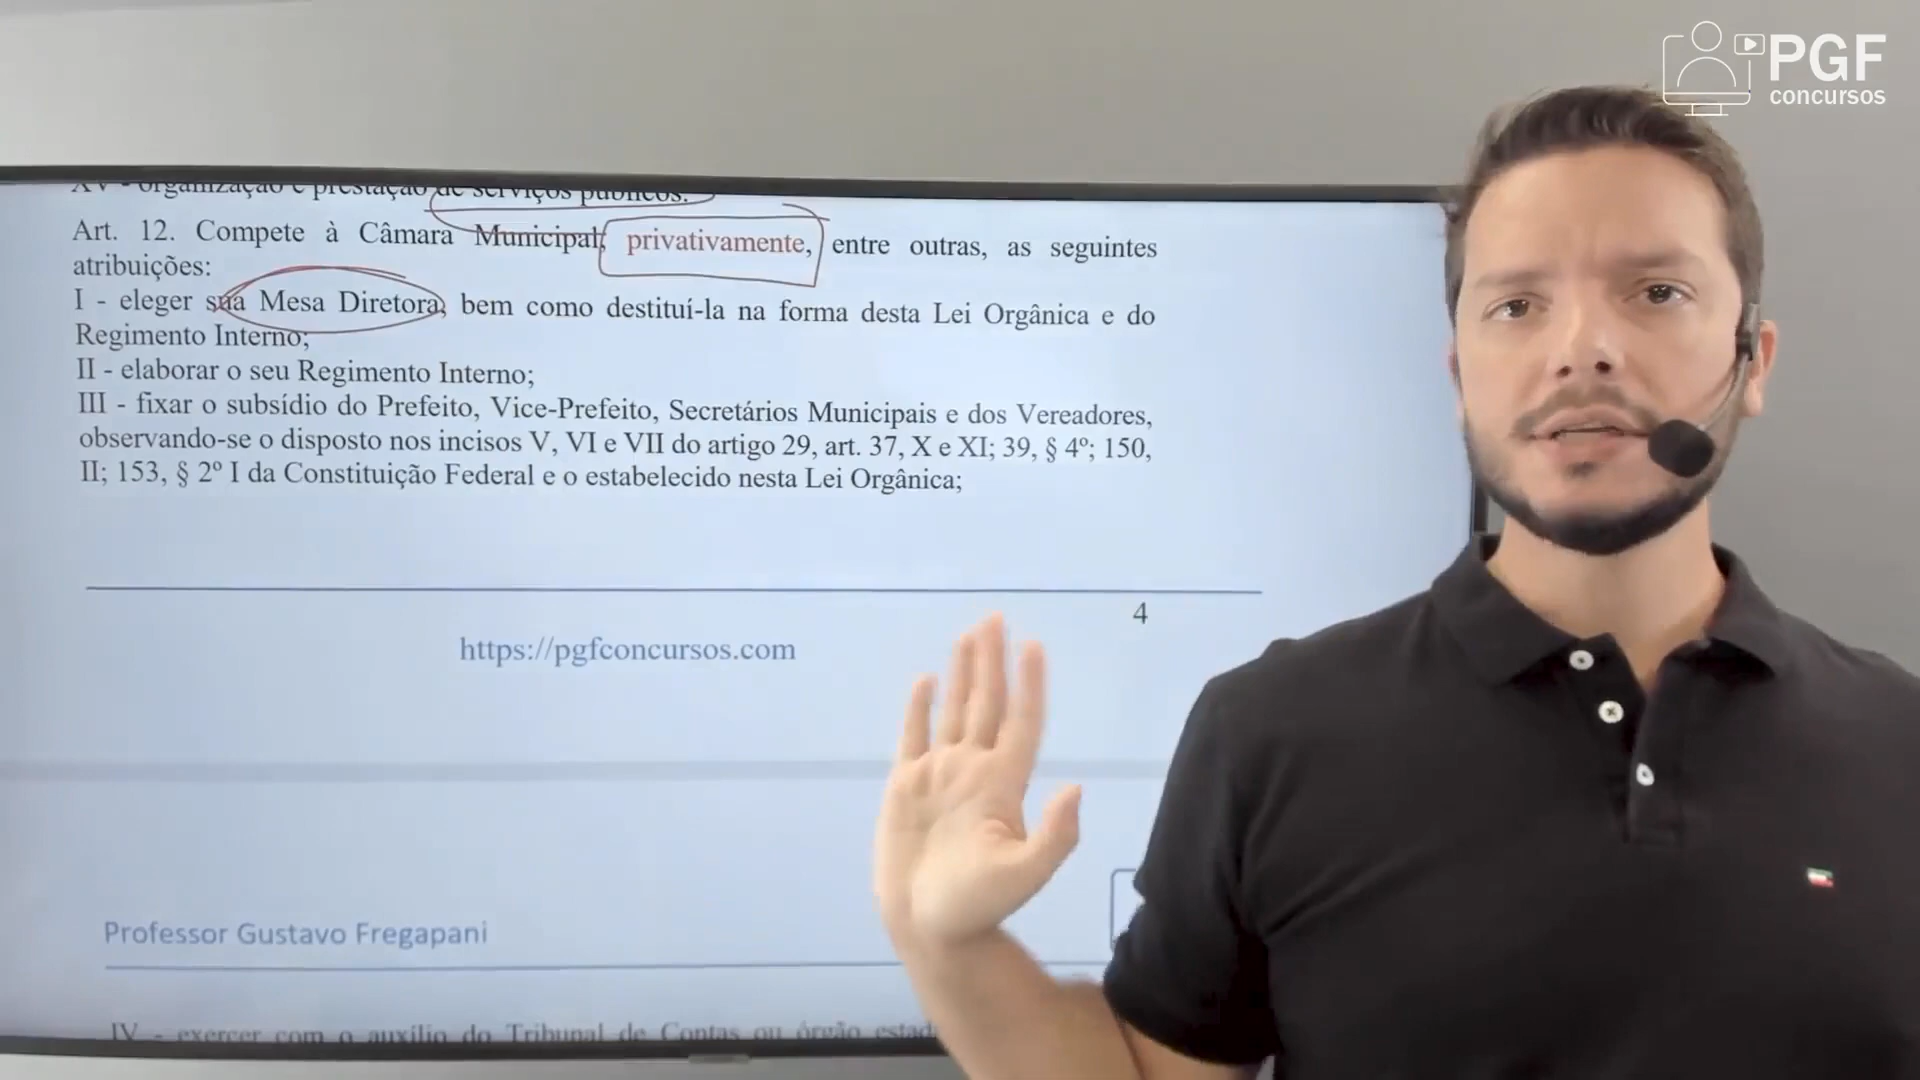 PGF
concursos
XV - organização e prestação de serviços públicos.
Art. 12. Compete à Câmara Municipal, privativamente, entre outras, as seguintes
atribuições:
I - eleger sua Mesa Diretora, bem como destituí-la na forma desta Lei Orgânica e do
Regimento Interno;
II - elaborar o seu Regimento Interno;
III - fixar o subsídio do Prefeito, Vice-Prefeito, Secretários Municipais e dos Vereadores,
observando-se o disposto nos incisos V, VI e VII do artigo 29, art. 37, X e XI; 39, § 4º; 150,
II; 153, § 2º I da Constituição Federal e o estabelecido nesta Lei Orgânica;
4
https://pgfconcursos.com
Professor Gustavo Fregapani
IV - exercer com o auxílio do Tribunal de Contas ou órgão